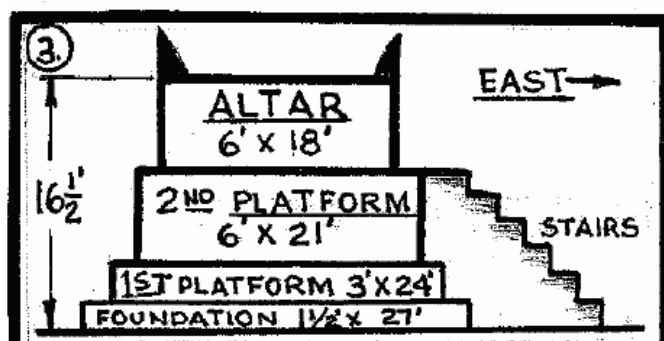 3.
EAST
ALTAR
6' X 18'
16½'
2ND PLATFORM
6' X 21'
STAIRS
1ST PLATFORM 3' X 24'
FOUNDATION 1½' X 27'